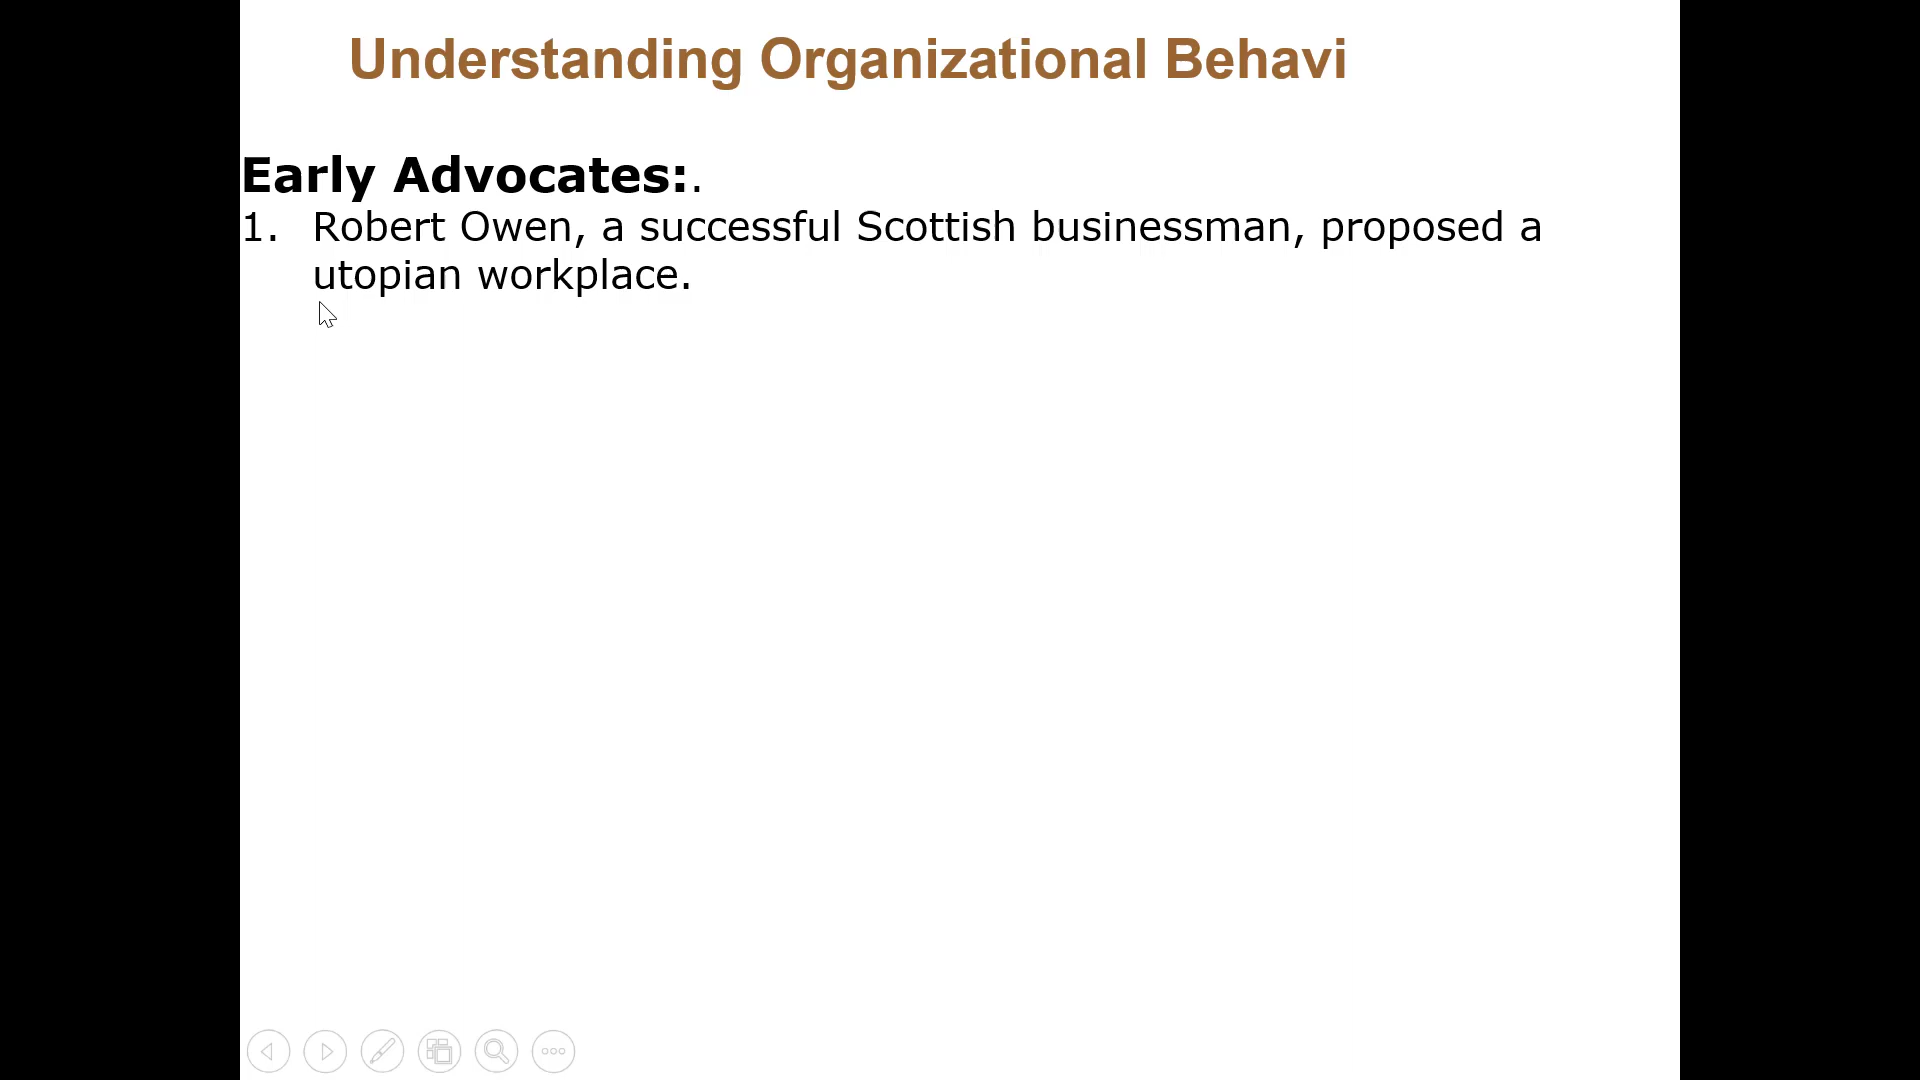 Understanding Organizational Behavi
Early Advocates:.
1. Robert Owen, a successful Scottish businessman, proposed a
utopian workplace.